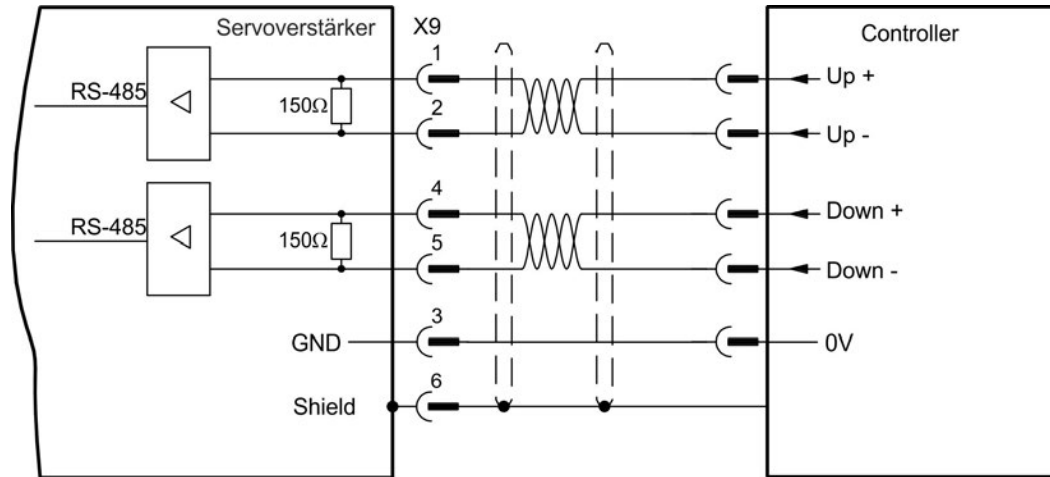 Servoverstärker
X9
Controller
1
RS-485
150Ω
Up +
2
Up -
4
RS-485
150Ω
Down +
5
Down -
3
GND
0V
6
Shield